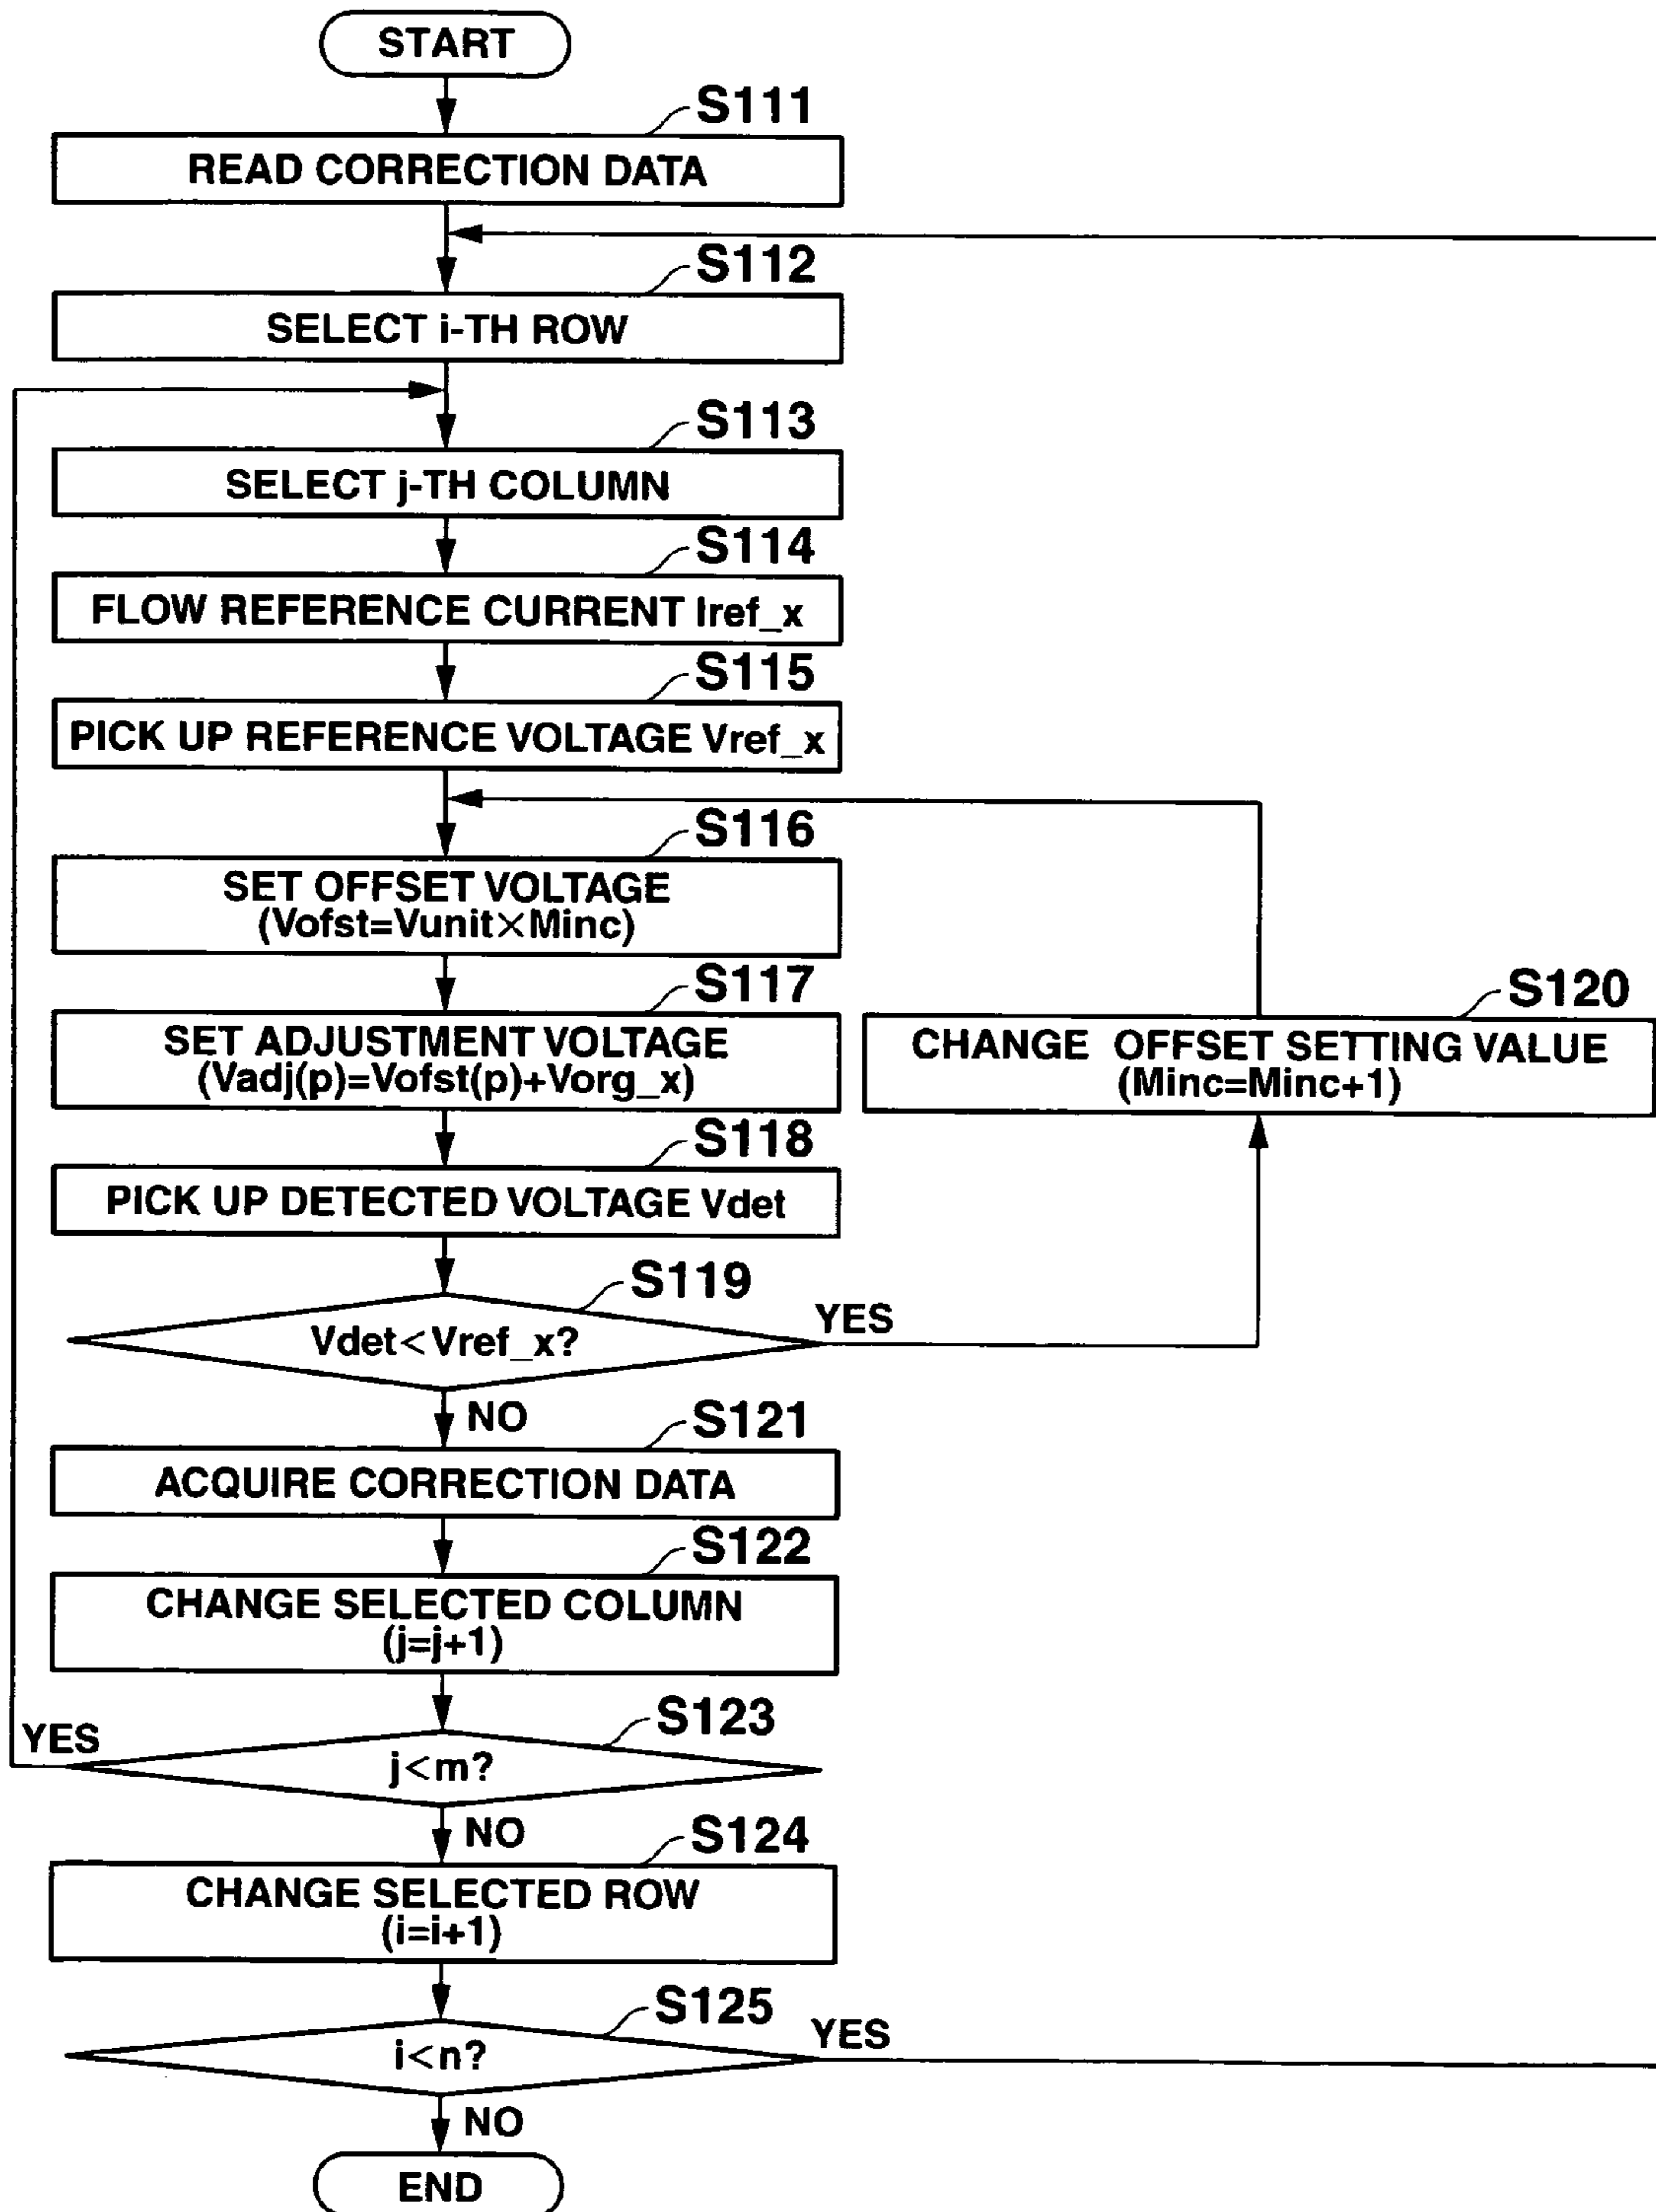 START
S111
READ CORRECTION DATA
S112
SELECT i-TH ROW
S113
SELECT j-TH COLUMN
S114
FLOW REFERENCE CURRENT Iref_x
S115
PICK UP REFERENCE VOLTAGE Vref_x
S116
SET OFFSET VOLTAGE
(Vofst=Vunit×Minc)
S117
SET ADJUSTMENT VOLTAGE
(Vadj(p)=Vofst(p)+Vorg_x)
S120
CHANGE OFFSET SETTING VALUE
(Minc=Minc+1)
S118
PICK UP DETECTED VOLTAGE Vdet
S119
Vdet<Vref_x?
YES
NO
S121
ACQUIRE CORRECTION DATA
S122
CHANGE SELECTED COLUMN
(j=j+1)
S123
YES
j<m?
NO
S124
CHANGE SELECTED ROW
(i=i+1)
S125
i<n?
YES
NO
END